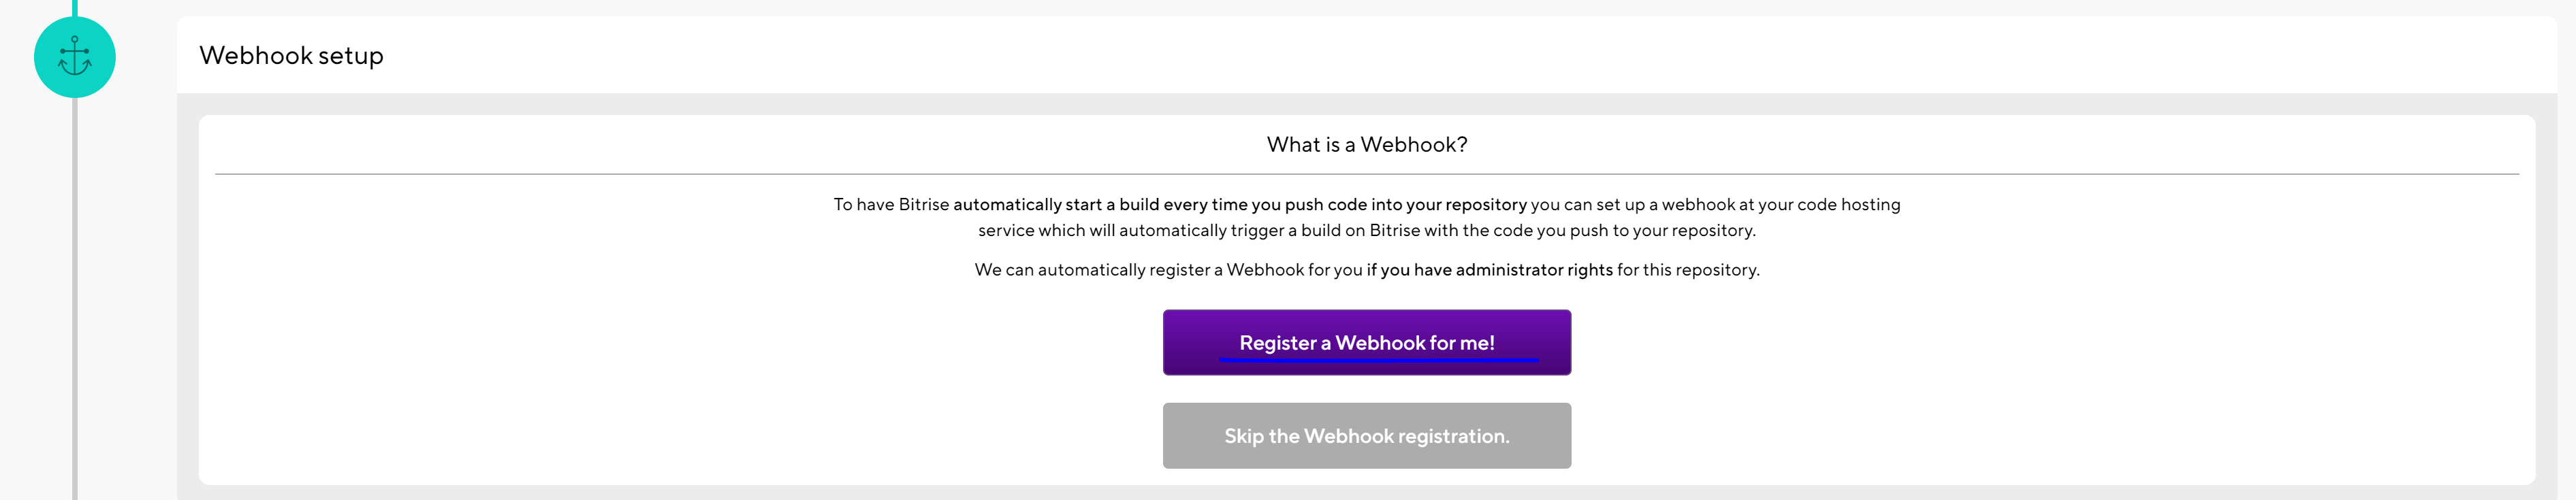 Webhook setup
What is a Webhook?
To have Bitrise automatically start a build every time you push code into your repository you can set up a webhook at your code hosting
service which will automatically trigger a build on Bitrise with the code you push to your repository.
We can automatically register a Webhook for you if you have administrator rights for this repository.
Register a Webhook for me!
Skip the Webhook registration.